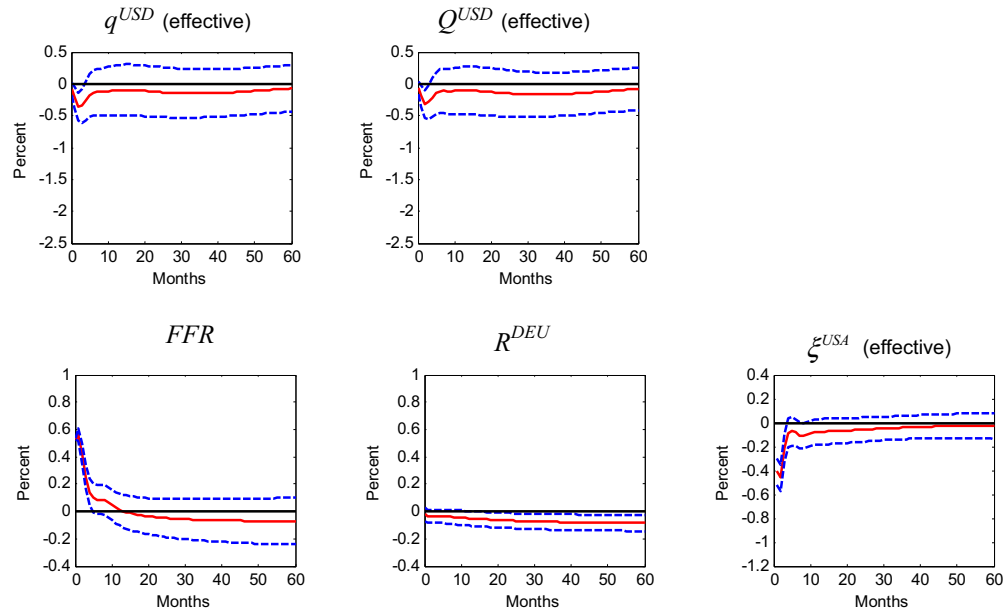 q^{USD} (effective)
Q^{USD} (effective)
0.5
0
-0.5
-1
-1.5
-2
-2.5
Percent
0 10 20 30 40 50 60
Months
0.5
0
-0.5
-1
-1.5
-2
-2.5
Percent
0 10 20 30 40 50 60
Months
FFR
R^{DEU}
ξ^{USA} (effective)
1
0.8
0.6
0.4
0.2
0
-0.2
-0.4
Percent
0 10 20 30 40 50 60
Months
1
0.8
0.6
0.4
0.2
0
-0.2
-0.4
Percent
0 10 20 30 40 50 60
Months
0.4
0.2
0
-0.2
-0.4
-0.6
-0.8
-1
-1.2
Percent
0 10 20 30 40 50 60
Months